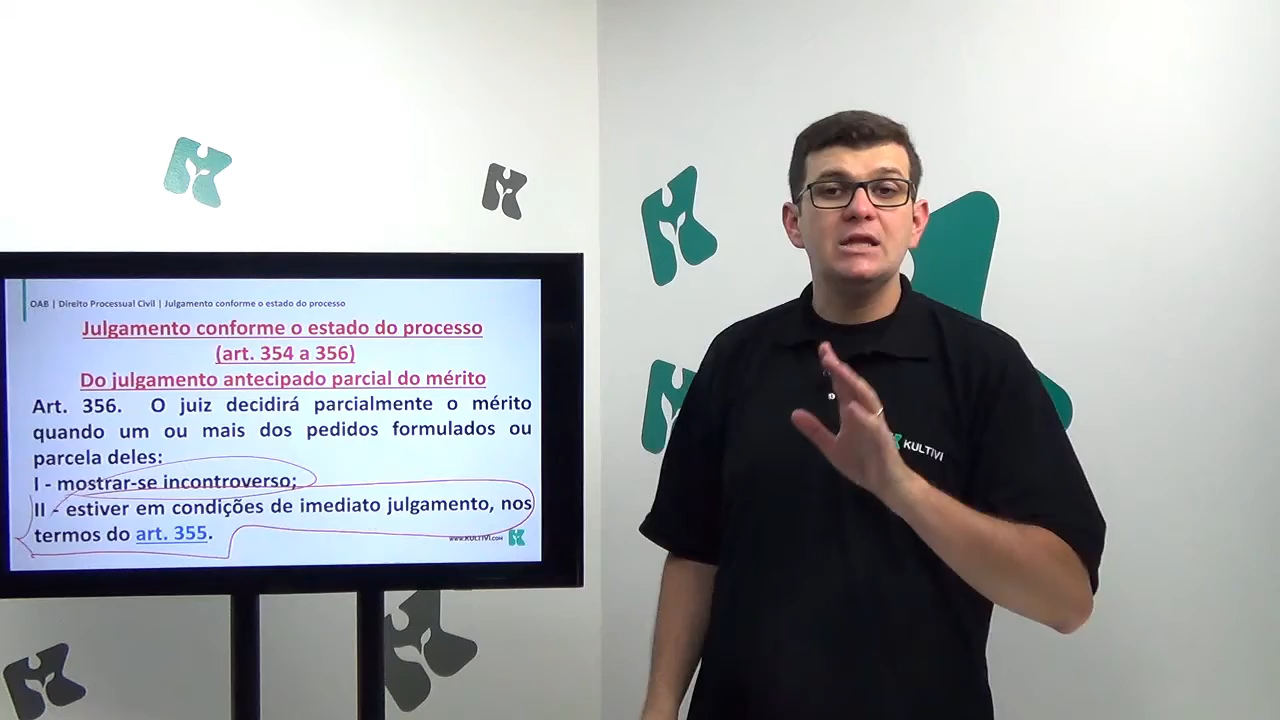 OAB | Direito Processual Civil | Julgamento conforme o estado do processo
Julgamento conforme o estado do processo
(art. 354 a 356)
Do julgamento antecipado parcial do mérito
Art. 356. O juiz decidirá parcialmente o mérito
quando um ou mais dos pedidos formulados ou
parcela deles:
I - mostrar-se incontroverso;
II - estiver em condições de imediato julgamento, nos
termos do art. 355.
WWW.KULTIVI.COM
KULTIVI